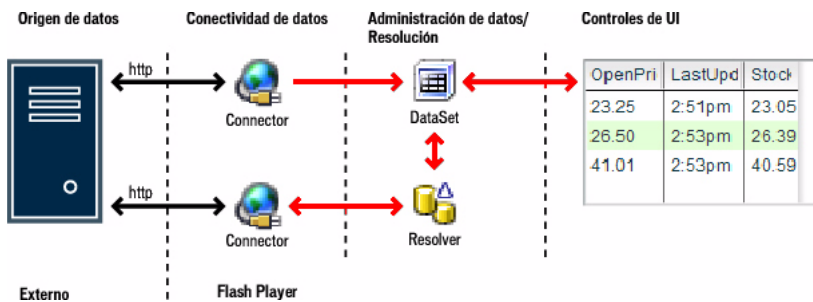 Origen de datos
Conectividad de datos
Administración de datos/
Resolución
Controles de UI
http
Connector
DataSet
OpenPri LastUpd Stock
23.25 2:51pm 23.05
26.50 2:53pm 26.39
41.01 2:53pm 40.59
http
Connector
Resolver
Externo
Flash Player